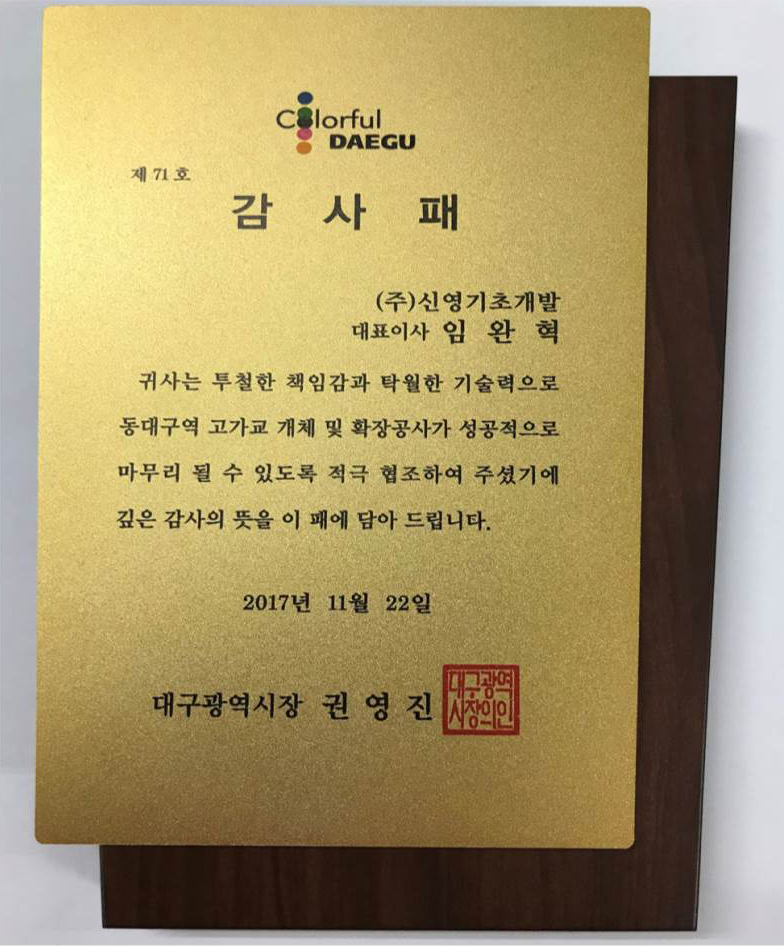 Colorful
DAEGU
제 71 호
감 사 패
(주)신영기초개발
대표이사 임 완 혁
귀사는 투철한 책임감과 탁월한 기술력으로
동대구역 고가교 개체 및 확장공사가 성공적으로
마무리 될 수 있도록 적극 협조하여 주셨기에
깊은 감사의 뜻을 이 패에 담아 드립니다.
2017년 11월 22일
대구광역시장 권 영 진
대구광역
시장의인